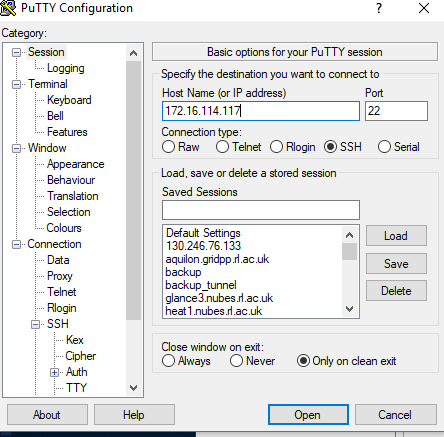 PuTTY Configuration
Category:
Session
Logging
Terminal
Keyboard
Bell
Features
Window
Appearance
Behaviour
Translation
Selection
Colours
Connection
Data
Proxy
Telnet
Rlogin
SSH
Kex
Cipher
Auth
TTY
Basic options for your PuTTY session
Specify the destination you want to connect to
Host Name (or IP address) Port
172.16.114.117 22
Connection type:
Raw Telnet Rlogin SSH Serial
Load, save or delete a stored session
Saved Sessions
Default Settings
130.246.76.133
aquilon.gridpp.rl.ac.uk
backup
backup_tunnel
glance3.nubes.rl.ac.uk
heat1.nubes.rl.ac.uk
Load
Save
Delete
Close window on exit:
Always Never Only on clean exit
About Help Open Cancel